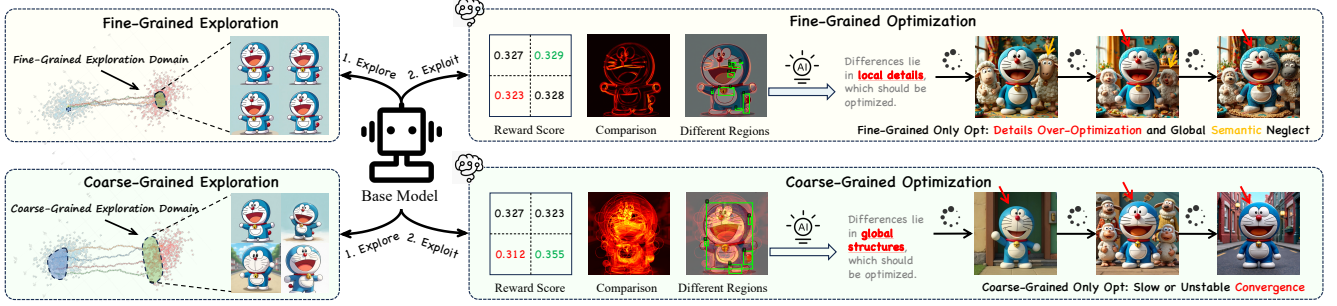 Fine-Grained Exploration
Fine-Grained Exploration Domain
1. Explore
2. Exploit
Fine-Grained Optimization
0.327 0.329
0.323 0.328
Reward Score
Comparison
Different Regions
AI
Differences lie
in local details,
which should be
optimized.
Fine-Grained Only Opt: Details Over-Optimization and Global Semantic Neglect
Base Model
Coarse-Grained Exploration
Coarse-Grained Exploration Domain
1. Explore
2. Exploit
Coarse-Grained Optimization
0.327 0.323
0.312 0.355
Reward Score
Comparison
Different Regions
AI
Differences lie
in global
structures,
which should
be optimized.
Coarse-Grained Only Opt: Slow or Unstable Convergence